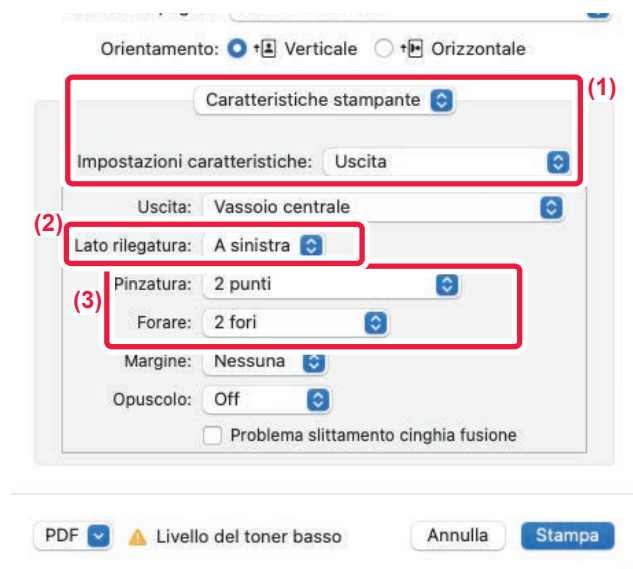 Orientamento: Verticale Orizzontale
(1)
Caratteristiche stampante
Impostazioni caratteristiche: Uscita
Uscita: Vassoio centrale
(2)
Lato rilegatura: A sinistra
(3)
Pinzatura: 2 punti
Forare: 2 fori
Margine: Nessuna
Opuscolo: Off
Problema slittamento cinghia fusione
PDF Livello del toner basso Annulla Stampa